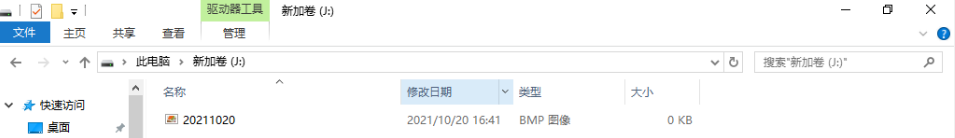 驱动器工具 新加卷 (J:)
文件 主页 共享 查看 管理
此电脑 新加卷 (J:) 搜索"新加卷 (J:)"
名称 修改日期 类型 大小
快速访问
20211020 2021/10/20 16:41 BMP 图像 0 KB
桌面